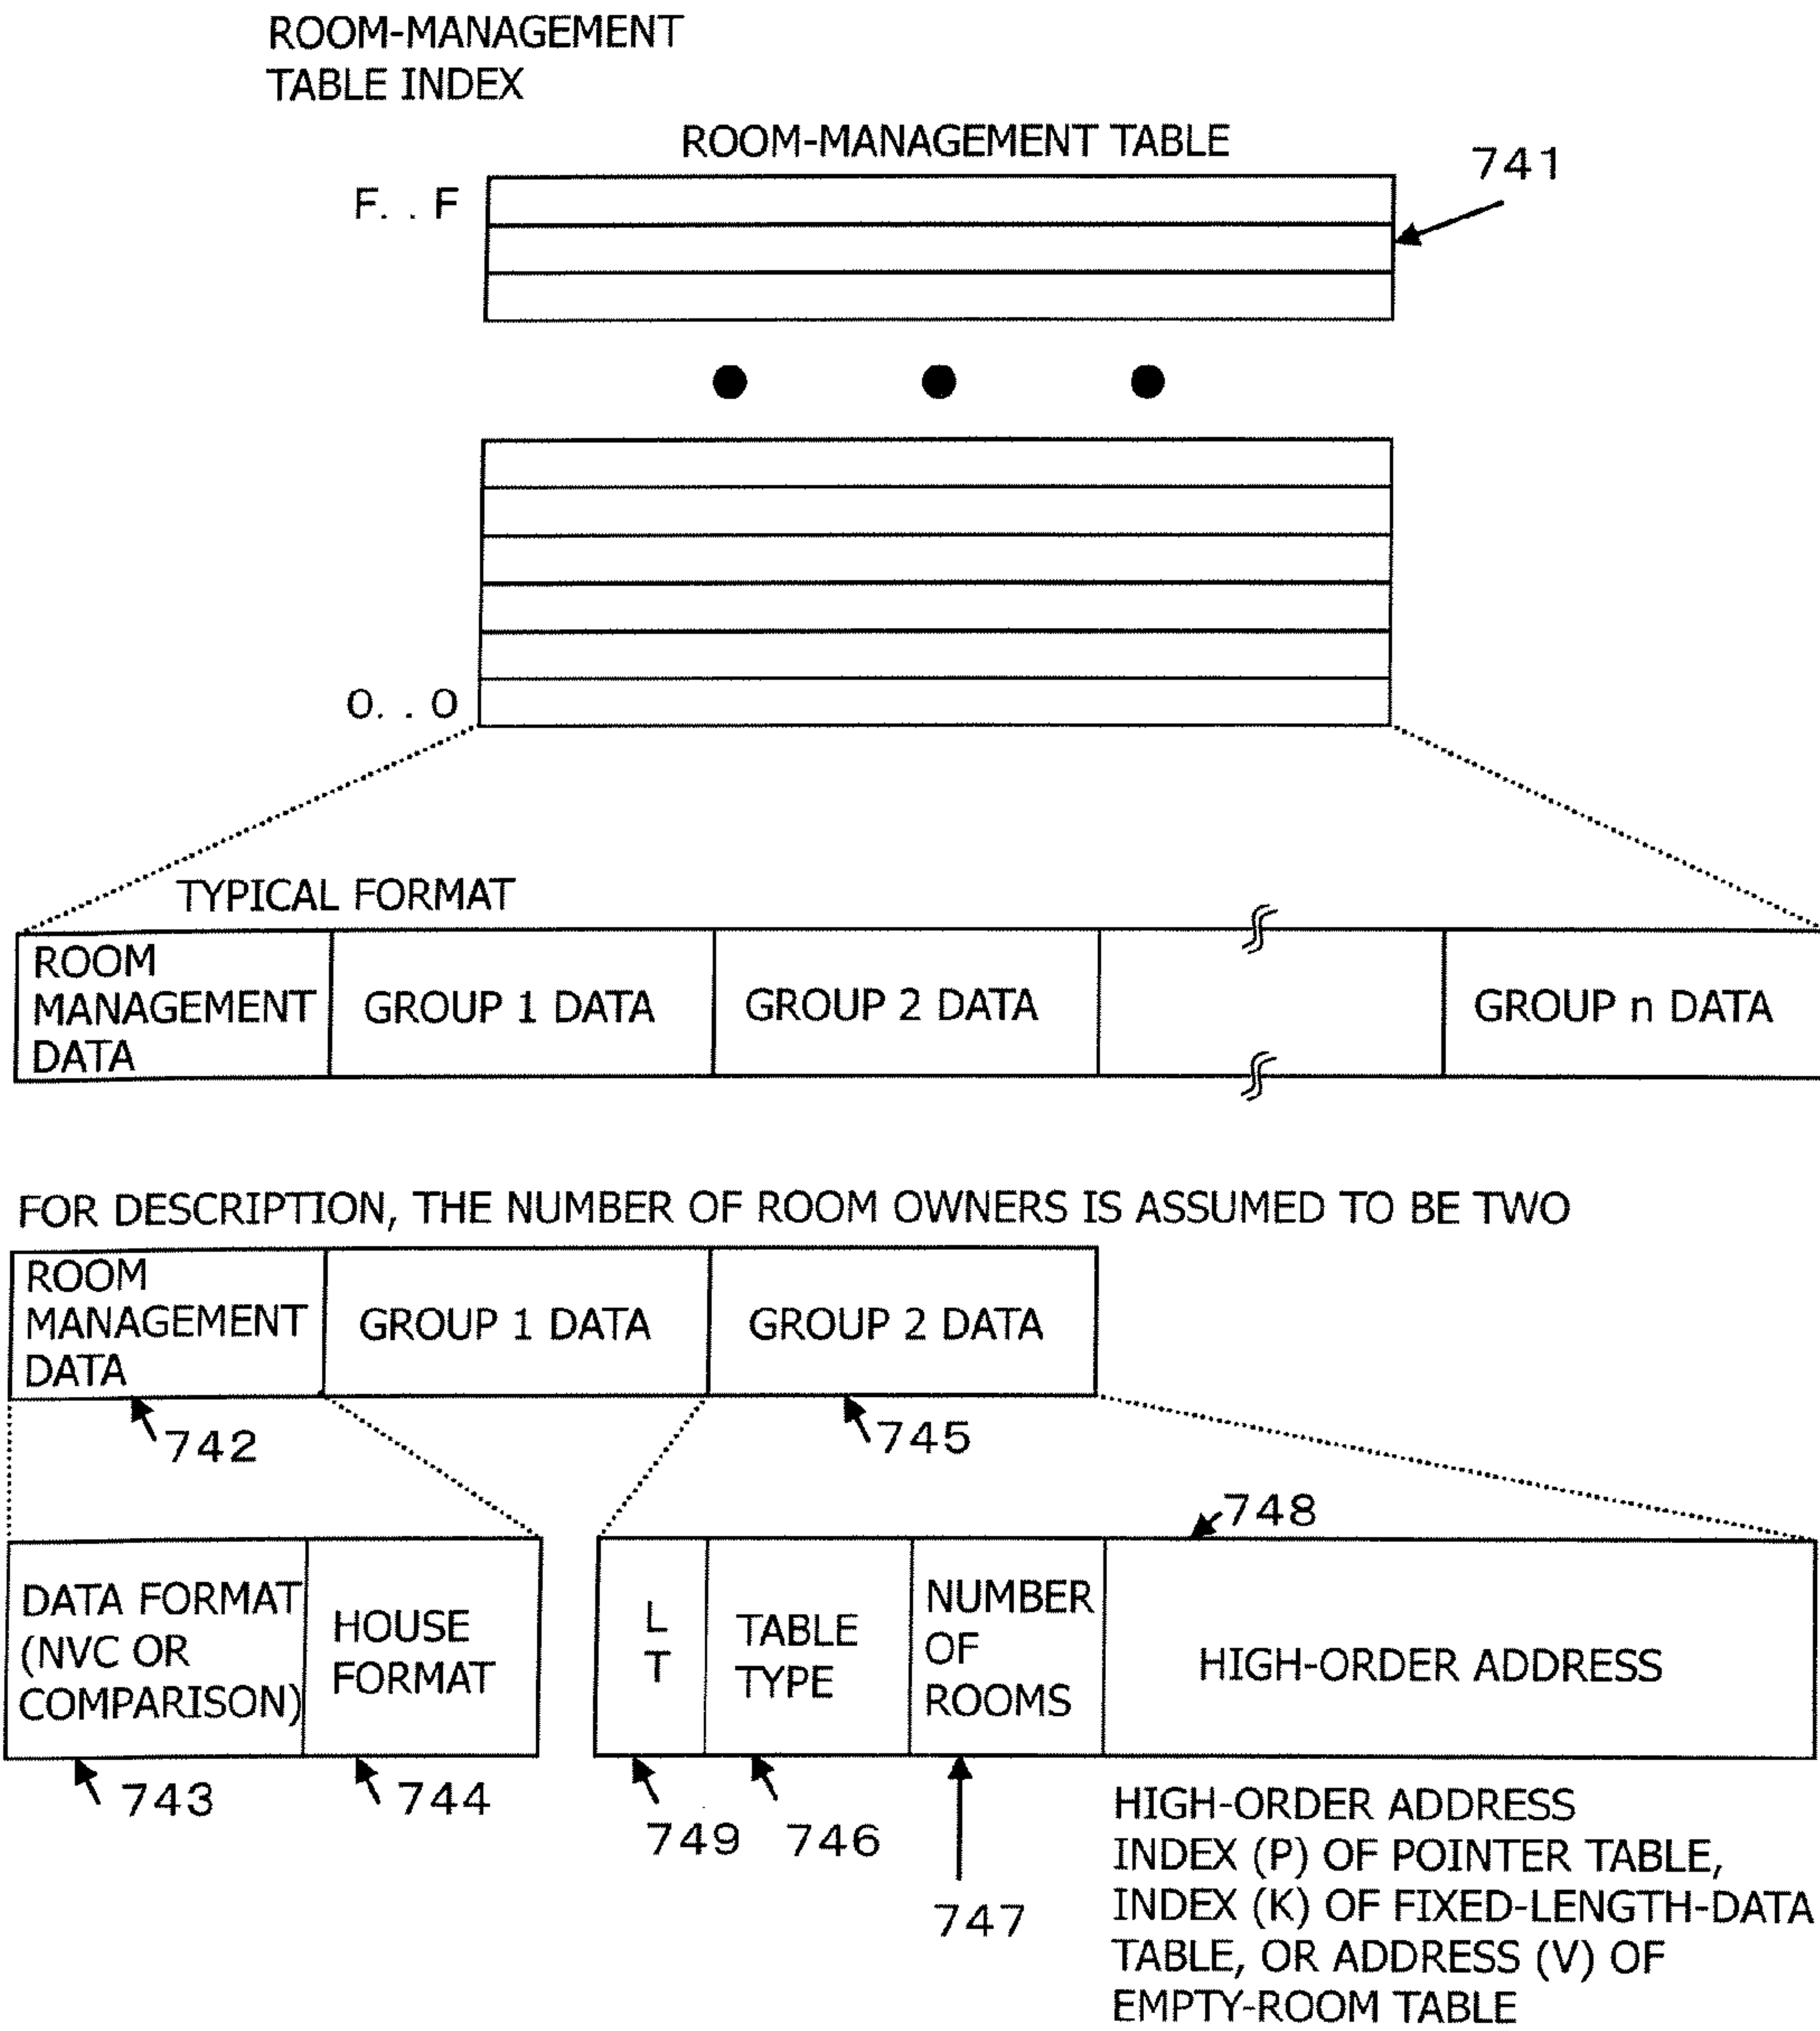 ROOM-MANAGEMENT
TABLE INDEX
ROOM-MANAGEMENT TABLE
741
F. . F
0. . 0
TYPICAL FORMAT
ROOM
MANAGEMENT
DATA
GROUP 1 DATA
GROUP 2 DATA
GROUP n DATA
FOR DESCRIPTION, THE NUMBER OF ROOM OWNERS IS ASSUMED TO BE TWO
ROOM
MANAGEMENT
DATA
GROUP 1 DATA
GROUP 2 DATA
742
745
748
DATA FORMAT
(NVC OR
COMPARISON)
HOUSE
FORMAT
L
T
TABLE
TYPE
NUMBER
OF
ROOMS
HIGH-ORDER ADDRESS
743
744
749
746
747
HIGH-ORDER ADDRESS
INDEX (P) OF POINTER TABLE,
INDEX (K) OF FIXED-LENGTH-DATA
TABLE, OR ADDRESS (V) OF
EMPTY-ROOM TABLE